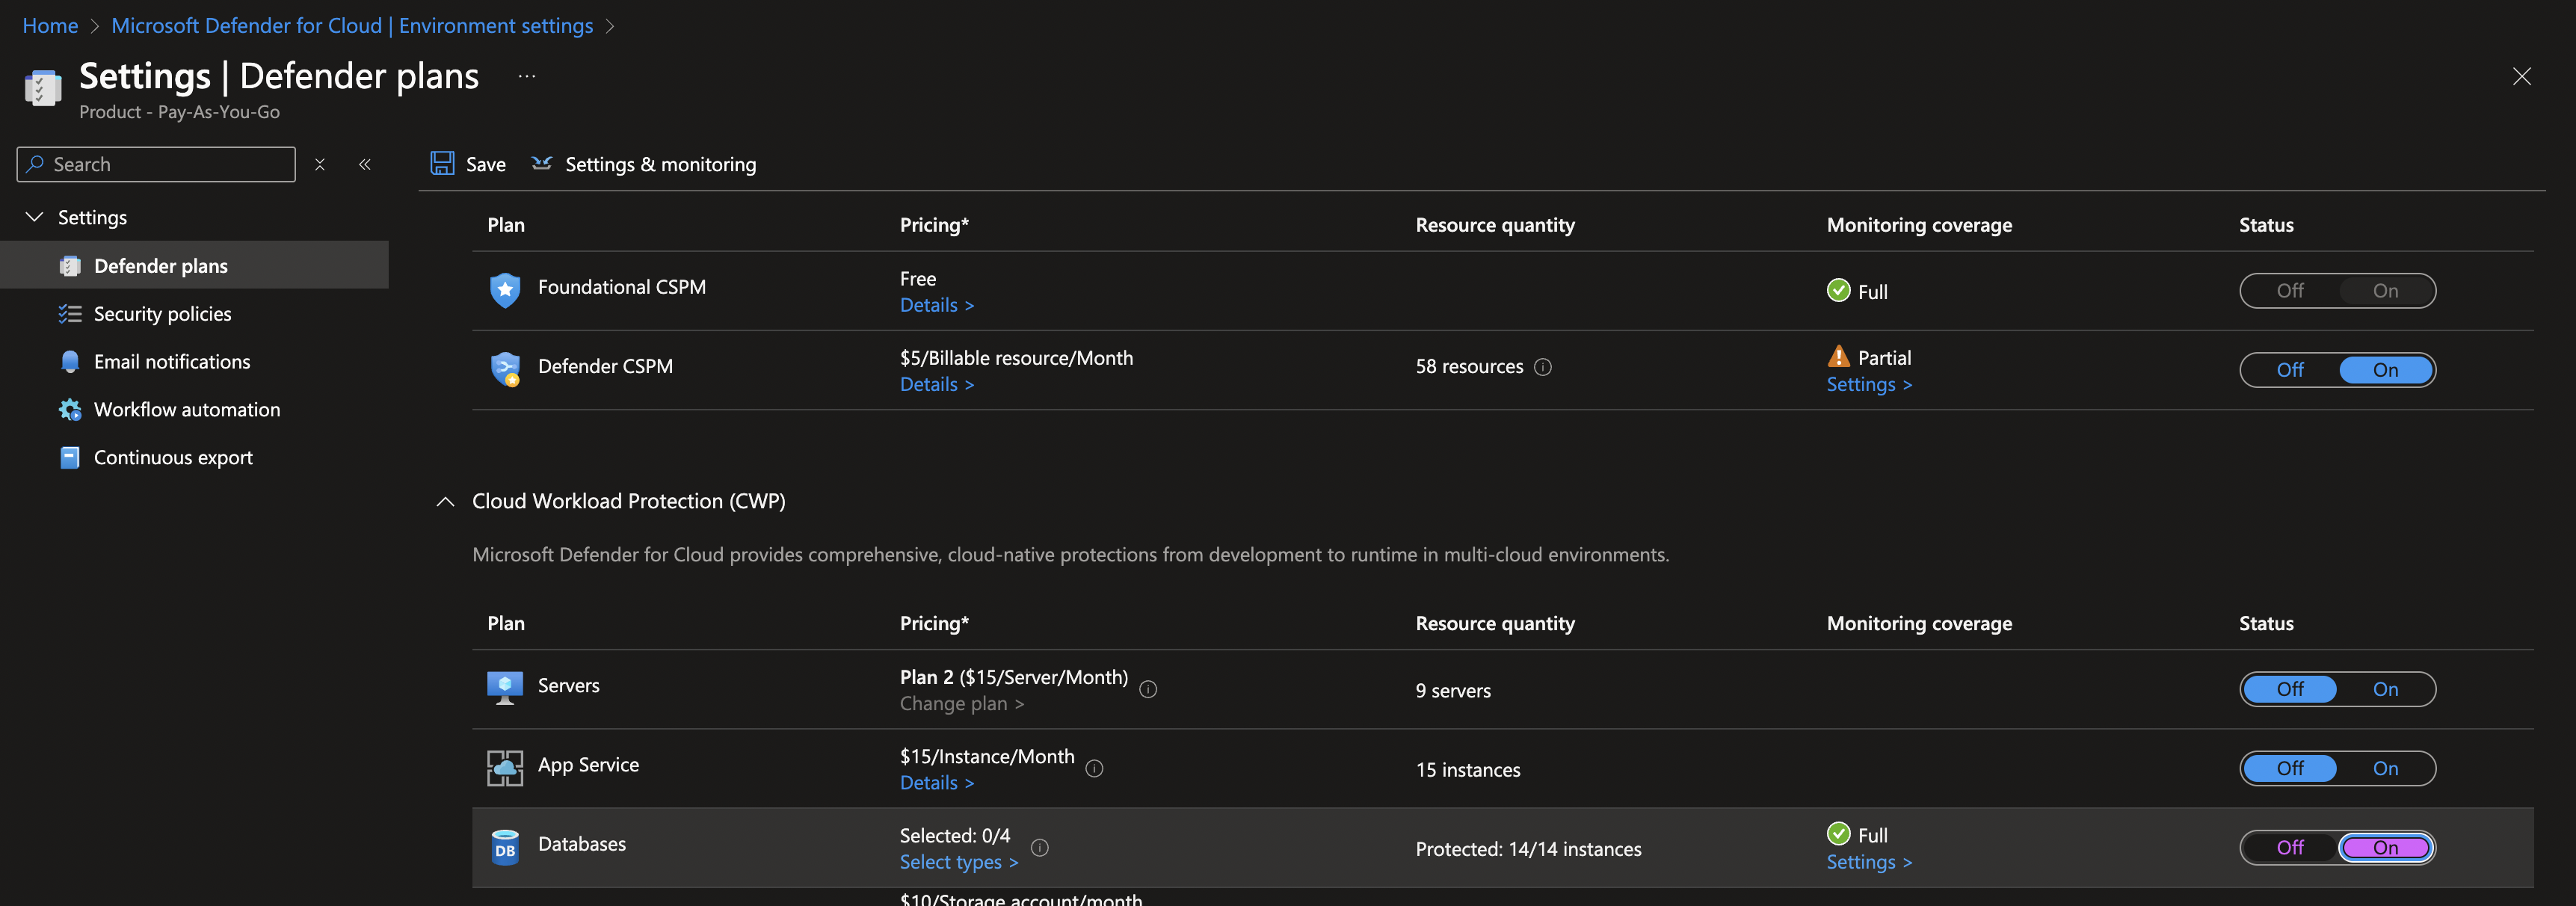 Home > Microsoft Defender for Cloud | Environment settings >
Settings | Defender plans ...
Product - Pay-As-You-Go
Search
Save
Settings & monitoring
Settings
Defender plans
Security policies
Email notifications
Workflow automation
Continuous export
Plan Pricing* Resource quantity Monitoring coverage Status
Foundational CSPM
Free
Details >
Full
Off On
Defender CSPM
$5/Billable resource/Month
Details >
58 resources
Partial
Settings >
Off On
Cloud Workload Protection (CWP)
Microsoft Defender for Cloud provides comprehensive, cloud-native protections from development to runtime in multi-cloud environments.
Plan Pricing* Resource quantity Monitoring coverage Status
Servers
Plan 2 ($15/Server/Month)
Change plan >
9 servers
Off On
App Service
$15/Instance/Month
Details >
15 instances
Off On
DB
Databases
Selected: 0/4
Select types >
Protected: 14/14 instances
Full
Settings >
Off On
$10/Storage account/month